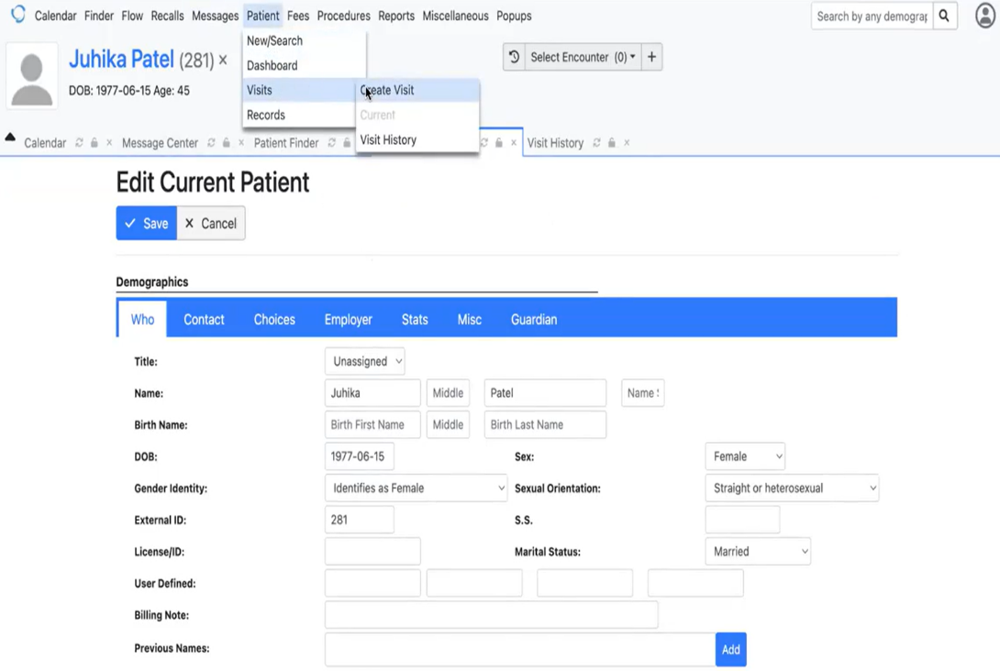 Calendar Finder Flow Recalls Messages Patient Fees Procedures Reports Miscellaneous Popups
Search by any demograp
New/Search
Juhika Patel (281) ×
Select Encounter (0)
Dashboard
DOB: 1977-06-15 Age: 45
Visits
Create Visit
Records
Current
Visit History
Calendar × Message Center × Patient Finder × Visit History ×
Edit Current Patient
Save Cancel
Demographics
Who Contact Choices Employer Stats Misc Guardian
Title: Unassigned
Name: Juhika Middle Patel Name
Birth Name: Birth First Name Middle Birth Last Name
DOB: 1977-06-15 Sex: Female
Gender Identity: Identifies as Female Sexual Orientation: Straight or heterosexual
External ID: 281 S.S.
License/ID: Marital Status: Married
User Defined:
Billing Note:
Previous Names: Add